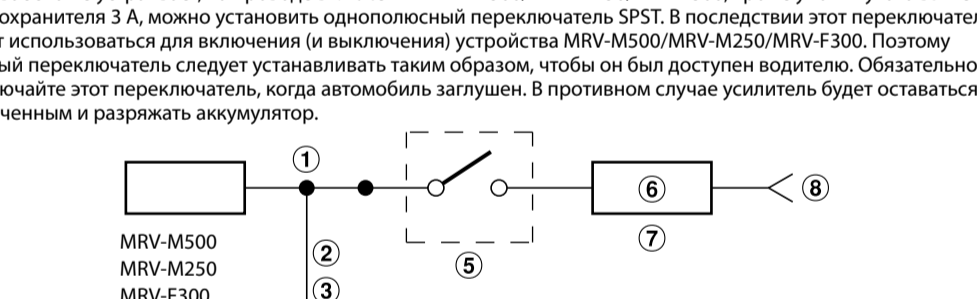 охранителя 3 А, можно установить однополюсный переключатель SPST. В последствии этот переключател
использоваться для включения (и выключения) устройства MRV-M500/MRV-M250/MRV-F300. Поэтому
ый переключатель следует устанавливать таким образом, чтобы он был доступен водителю. Обязательно
ючайте этот переключатель, когда автомобиль заглушен. В противном случае усилитель будет оставаться
ченным и разряжать аккумулятор.
①
⑥ ⑧
MRV-M500 ② ⑦
MRV-M250 ⑤
MRV-F300 ③